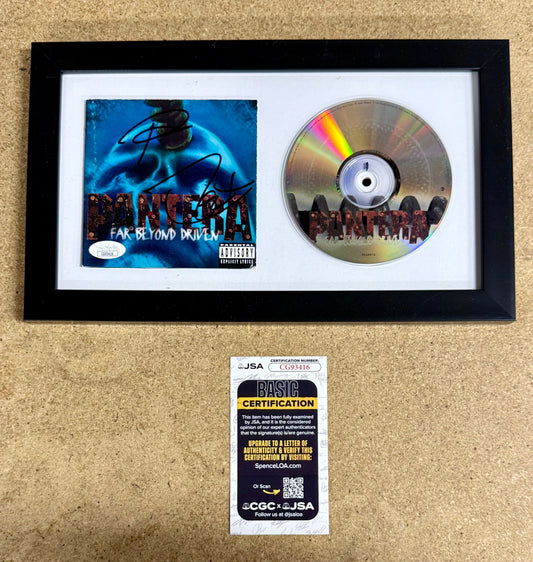 PANTERA
FAR BEYOND DRIVEN
PARENTAL
ADVISORY
EXPLICIT LYRICS
PANTERA
JSA
CERTIFICATION NUMBER:
CG93416
BASIC
CERTIFICATION
This item has been fully examined
by JSA, and it is the considered
opinion of our expert authenticators
that the signature(s) is/are genuine.
UPGRADE TO A LETTER OF
AUTHENTICITY & VERIFY THIS
CERTIFICATION BY VISITING:
SpenceLOA.com
Or Scan
CGC x JSA
Follow us at @jsaloa